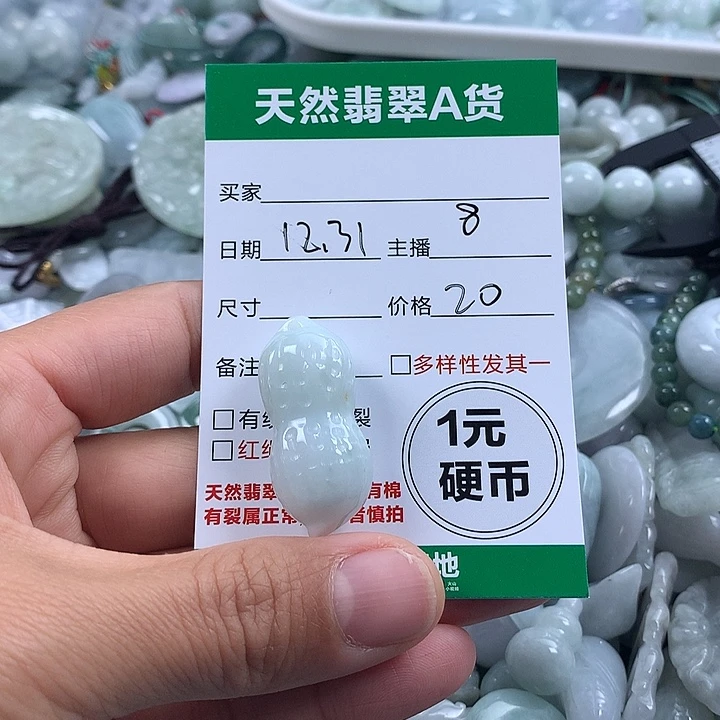 天然翡翠A货
买家
日期 12.31 主播 8
尺寸 价格 20
备注 □多样性发其一
□有 裂
□红
1元
硬币
天然翡翠 有棉
有裂属正常 者慎拍
地